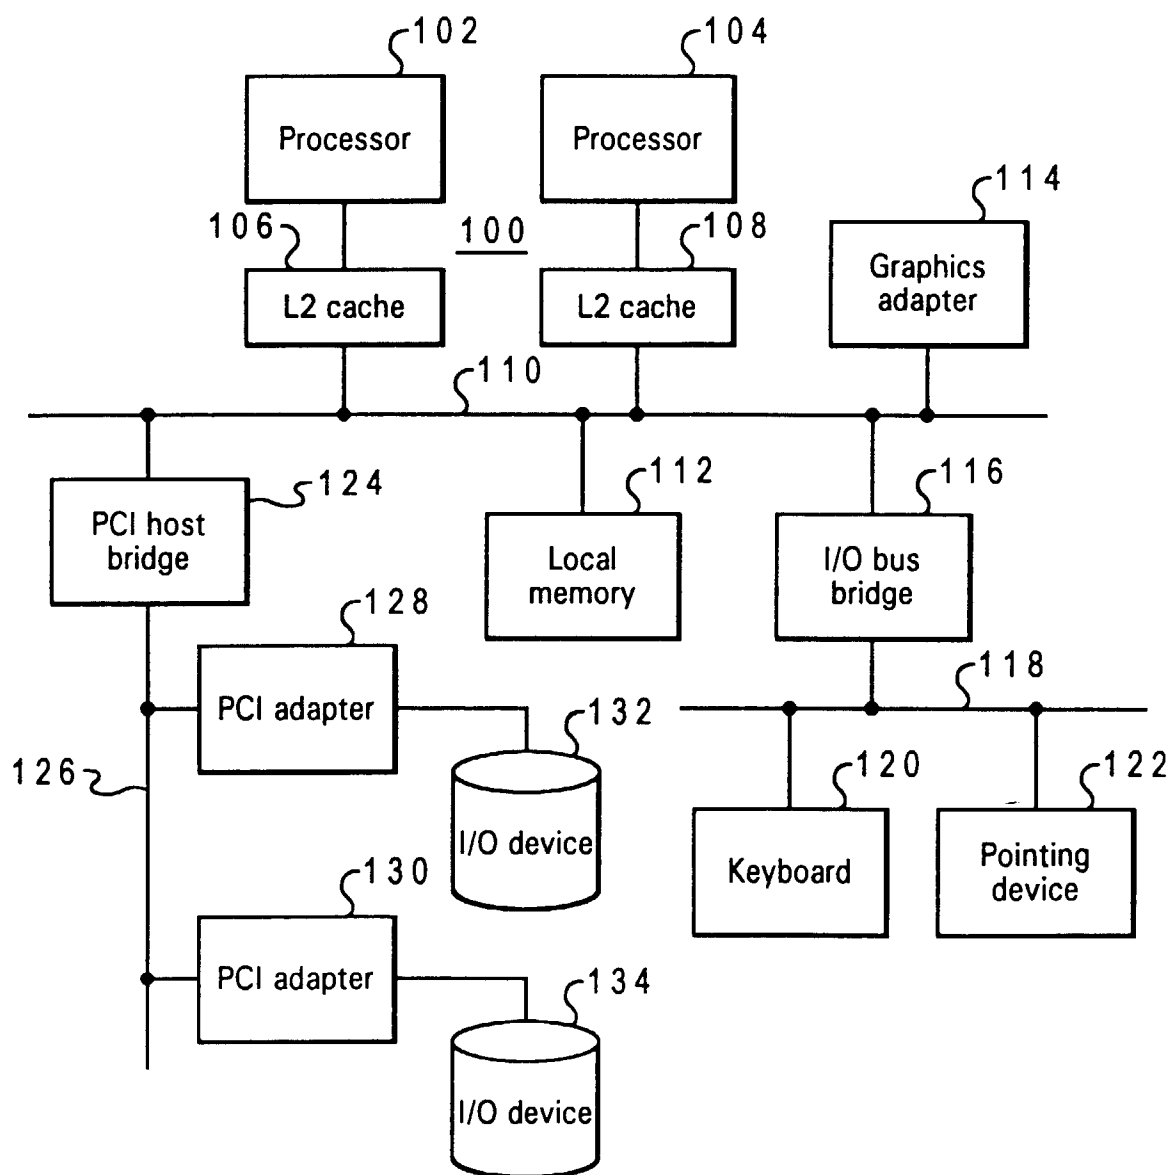 102
104
Processor
Processor
114
106
100
108
Graphics
adapter
L2 cache
L2 cache
110
124
112
116
PCI host
bridge
Local
memory
I/O bus
bridge
128
118
PCI adapter
132
126
120
122
I/O device
Keyboard
Pointing
device
130
PCI adapter
134
I/O device